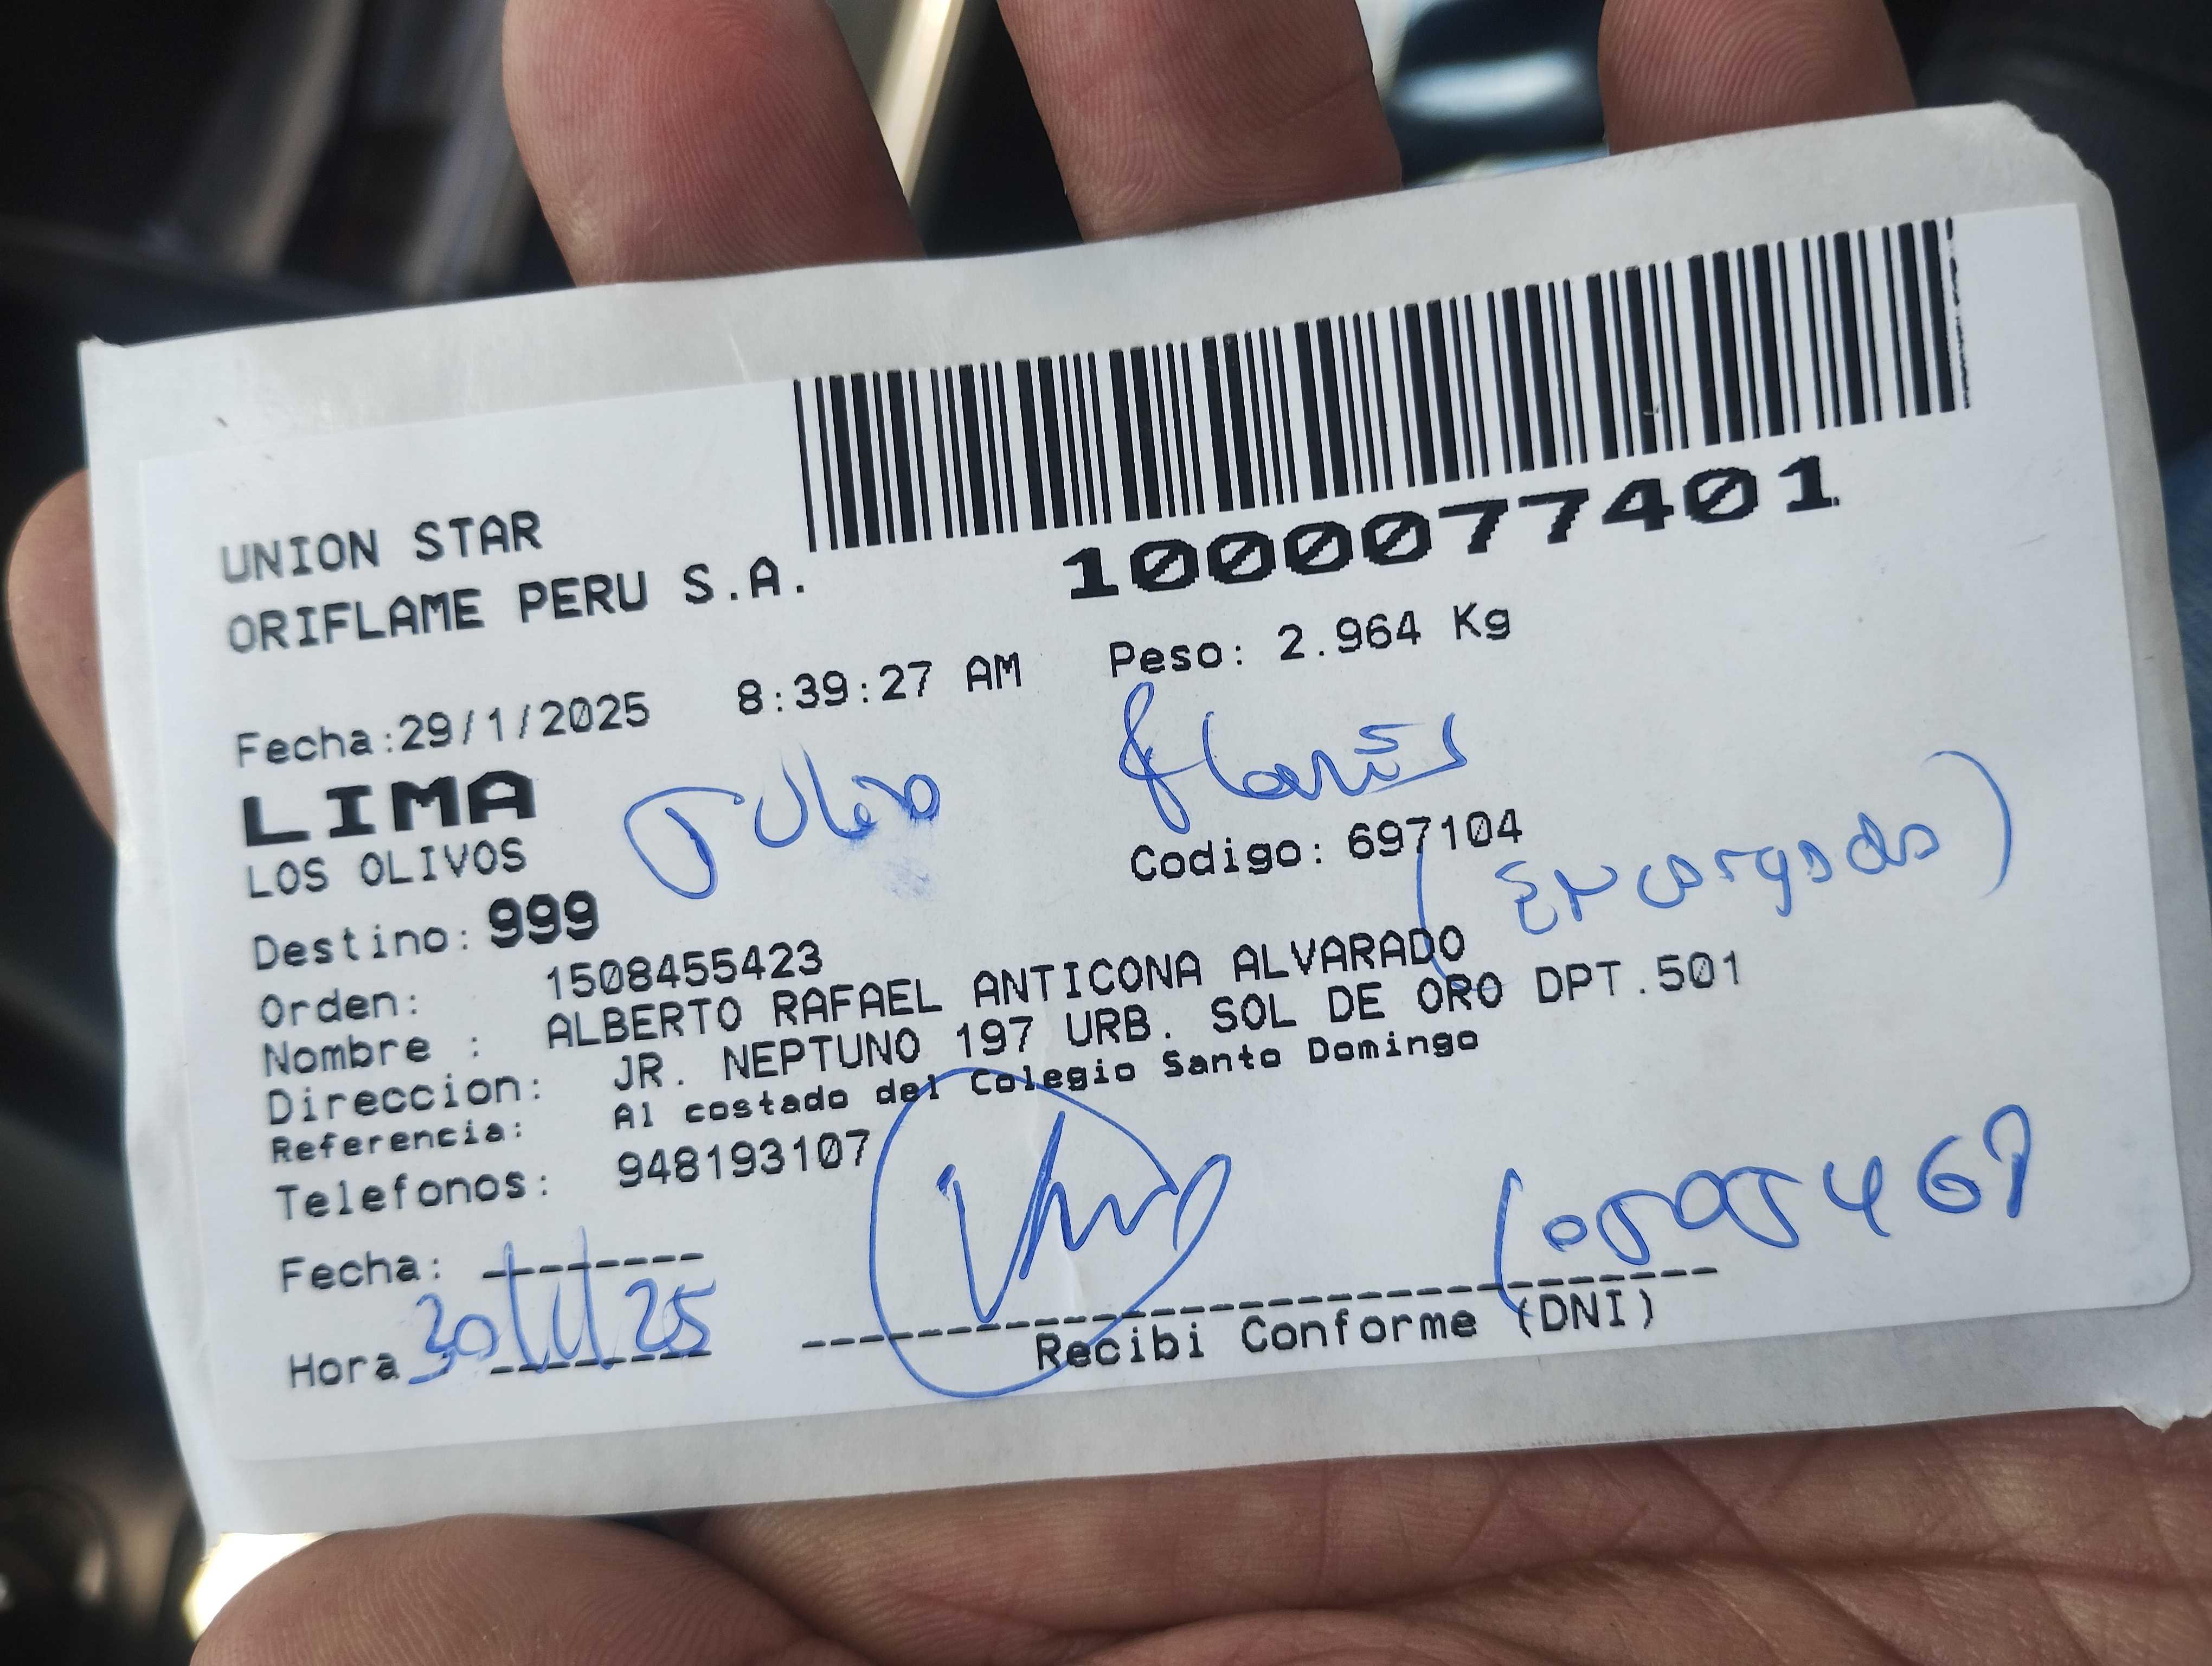 1000077401
UNION STAR
ORIFLAME PERU S.A.
Fecha:29/1/2025 8:39:27 AM Peso: 2.964 Kg
LIMA
Julio Flores
LOS OLIVOS
Codigo: 697104
(Encargado)
Destino: 999
Orden: 1508455423
Nombre : ALBERTO RAFAEL ANTICONA ALVARADO
Direccion: JR. NEPTUNO 197 URB. SOL DE ORO DPT.501
Referencia: Al costado del Colegio Santo Domingo
Telefonos: 948193107
Fecha:
30/1/25
Hora
Recibi Conforme (DNI)